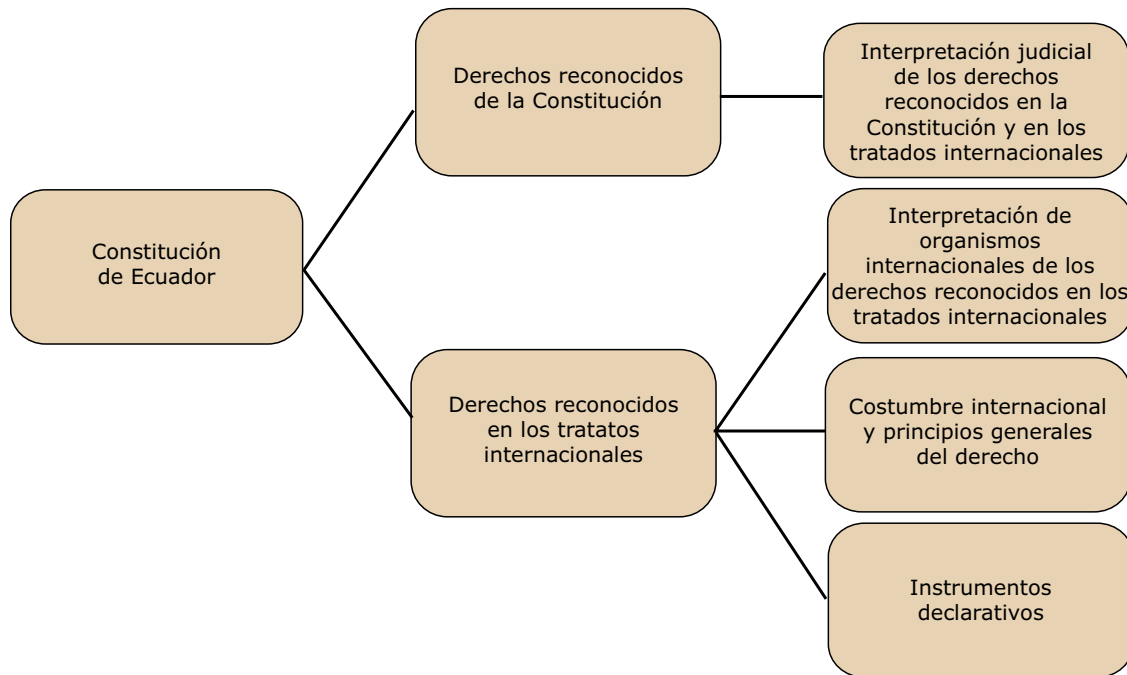 Constitución
de Ecuador
Derechos reconocidos
de la Constitución
Interpretación judicial
de los derechos
reconocidos en la
Constitución y en los
tratados internacionales
Derechos reconocidos
en los tratatos
internacionales
Interpretación de
organismos
internacionales de los
derechos reconocidos en los
tratados internacionales
Costumbre internacional
y principios generales
del derecho
Instrumentos
declarativos